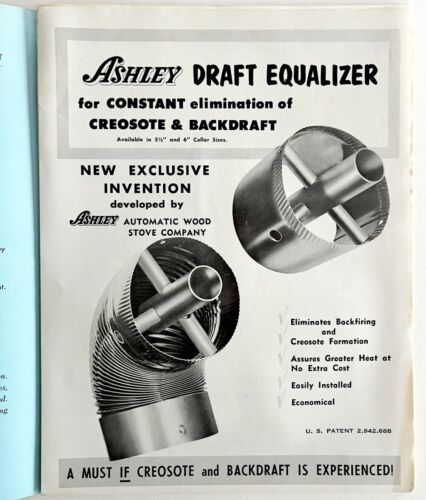 ASHLEY DRAFT EQUALIZER
for CONSTANT elimination of
CREOSOTE & BACKDRAFT
Available in 5½" and 6" Collar Sizes.
NEW EXCLUSIVE
INVENTION
developed by
ASHLEY AUTOMATIC WOOD
STOVE COMPANY
Eliminates Backfiring
and
Creosote Formation
Assures Greater Heat at
No Extra Cost
Easily Installed
Economical
U. S. PATENT 2,942,688
A MUST IF CREOSOTE and BACKDRAFT IS EXPERIENCED!